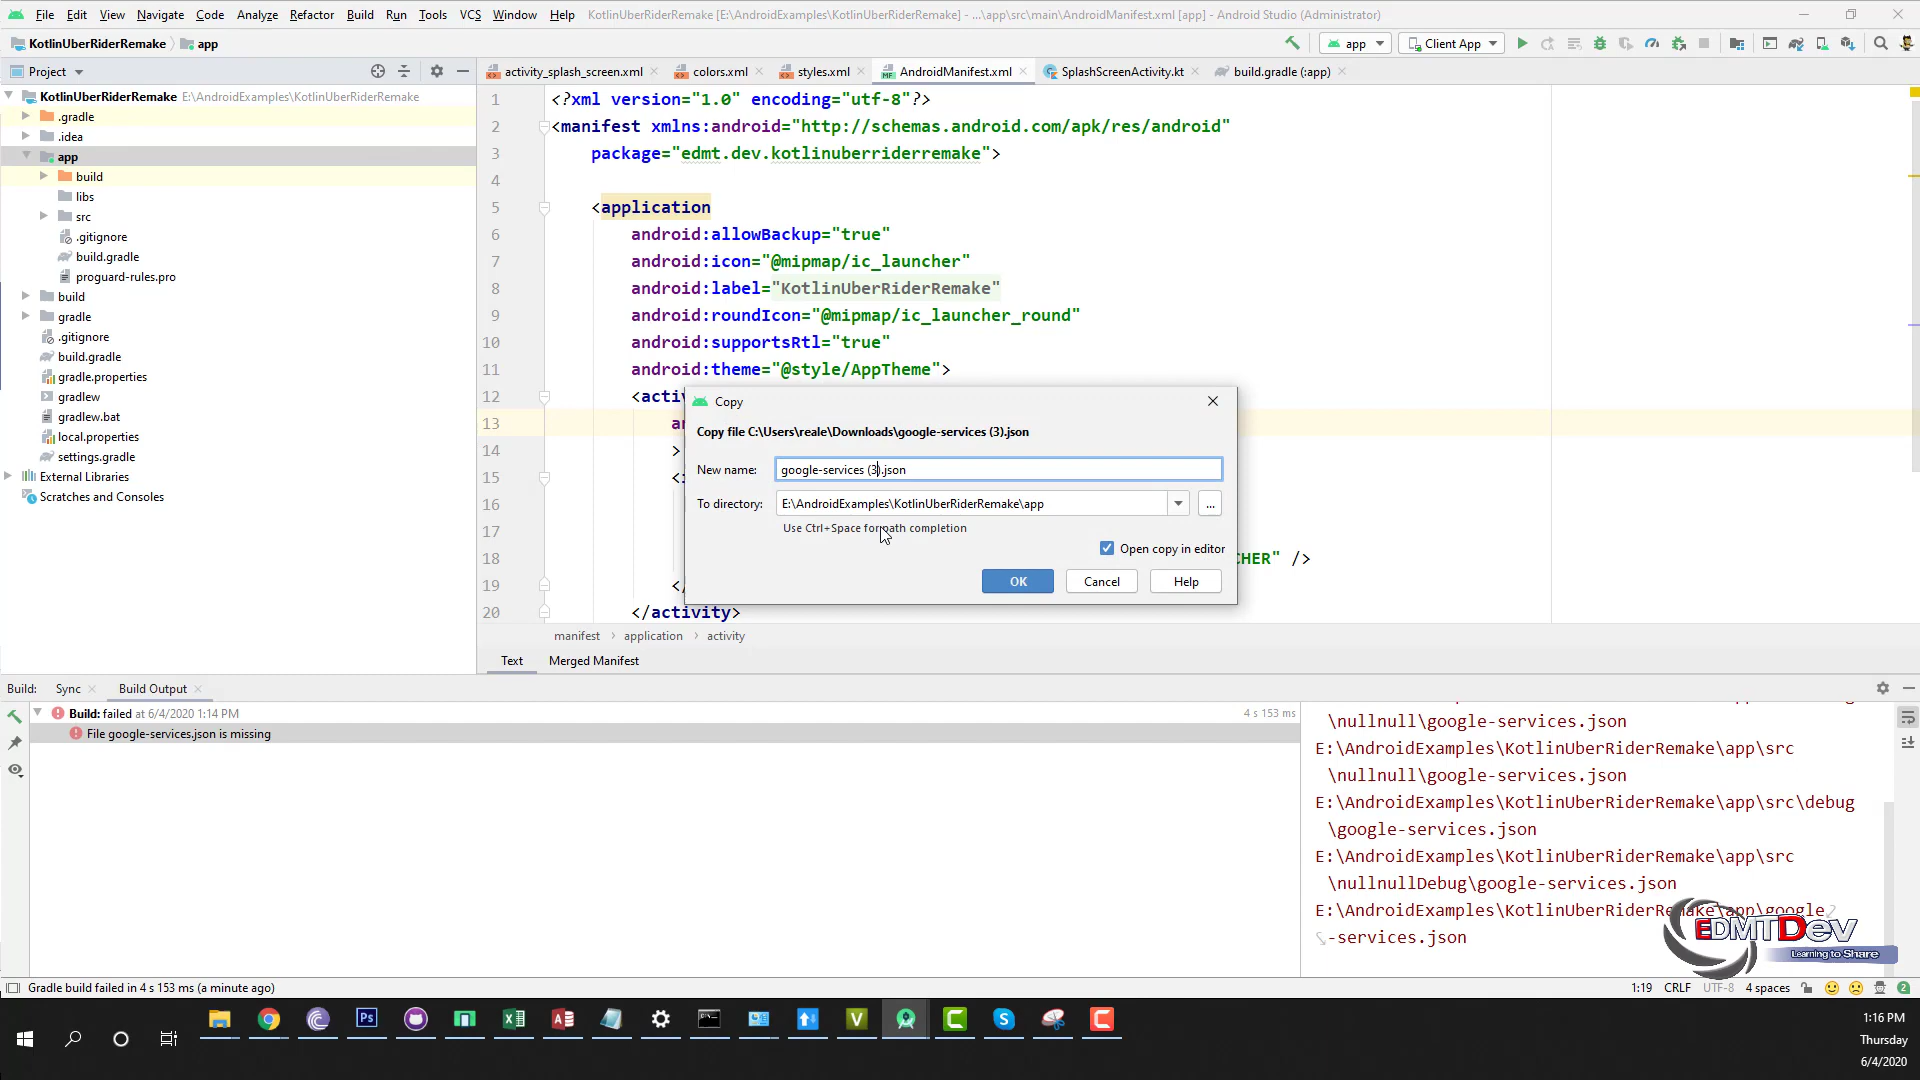 File Edit View Navigate Code Analyze Refactor Build Run Tools VCS Window Help KotlinUberRiderRemake [E:\AndroidExamples\KotlinUberRiderRemake] - ...\app\src\main\AndroidManifest.xml [app] - Android Studio (Administrator)
KotlinUberRiderRemake app
app Client App
Project
activity_splash_screen.xml colors.xml styles.xml AndroidManifest.xml SplashScreenActivity.kt build.gradle (:app)
KotlinUberRiderRemake E:\AndroidExamples\KotlinUberRiderRemake
.gradle
.idea
app
build
libs
src
.gitignore
build.gradle
proguard-rules.pro
build
gradle
.gitignore
build.gradle
gradle.properties
gradlew
gradlew.bat
local.properties
settings.gradle
External Libraries
Scratches and Consoles
1 <?xml version="1.0" encoding="utf-8"?>
2 <manifest xmlns:android="http://schemas.android.com/apk/res/android"
3 package="edmt.dev.kotlinuberriderremake">
4
5 <application
6 android:allowBackup="true"
7 android:icon="@mipmap/ic_launcher"
8 android:label="KotlinUberRiderRemake"
9 android:roundIcon="@mipmap/ic_launcher_round"
10 android:supportsRtl="true"
11 android:theme="@style/AppTheme">
12 <acti
13 a
14 >
15 <
16
17
18 CHER" />
19 </
20 </activity>
Copy
Copy file C:\Users\reale\Downloads\google-services (3).json
New name: google-services (3).json
To directory: E:\AndroidExamples\KotlinUberRiderRemake\app ...
Use Ctrl+Space for path completion
Open copy in editor
OK Cancel Help
manifest application activity
Text Merged Manifest
Build: Sync Build Output
Build: failed at 6/4/2020 1:14 PM 4 s 153 ms
File google-services.json is missing
\nullnull\google-services.json
E:\AndroidExamples\KotlinUberRiderRemake\app\src
\nullnull\google-services.json
E:\AndroidExamples\KotlinUberRiderRemake\app\src\debug
\google-services.json
E:\AndroidExamples\KotlinUberRiderRemake\app\src
\nullnullDebug\google-services.json
E:\AndroidExamples\KotlinUberRiderRemake\app\google
-services.json
EDMTDev
Learning to Share
Gradle build failed in 4 s 153 ms (a minute ago) 1:19 CRLF UTF-8 4 spaces 2
Ps
V
S
C
1:16 PM
Thursday
6/4/2020